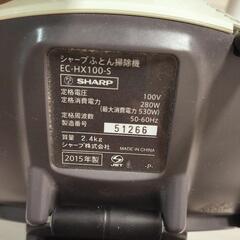 シャープふとん掃除機
EC-HX100-S
SHARP
定格電圧 100V
定格消費電力 280W
(最大消費電力 530W)
定格周波数 50-60Hz
製造番号 51266
質量 2.4kg
シャープ株式会社 MADE IN CHINA
2015年製 JET -P-